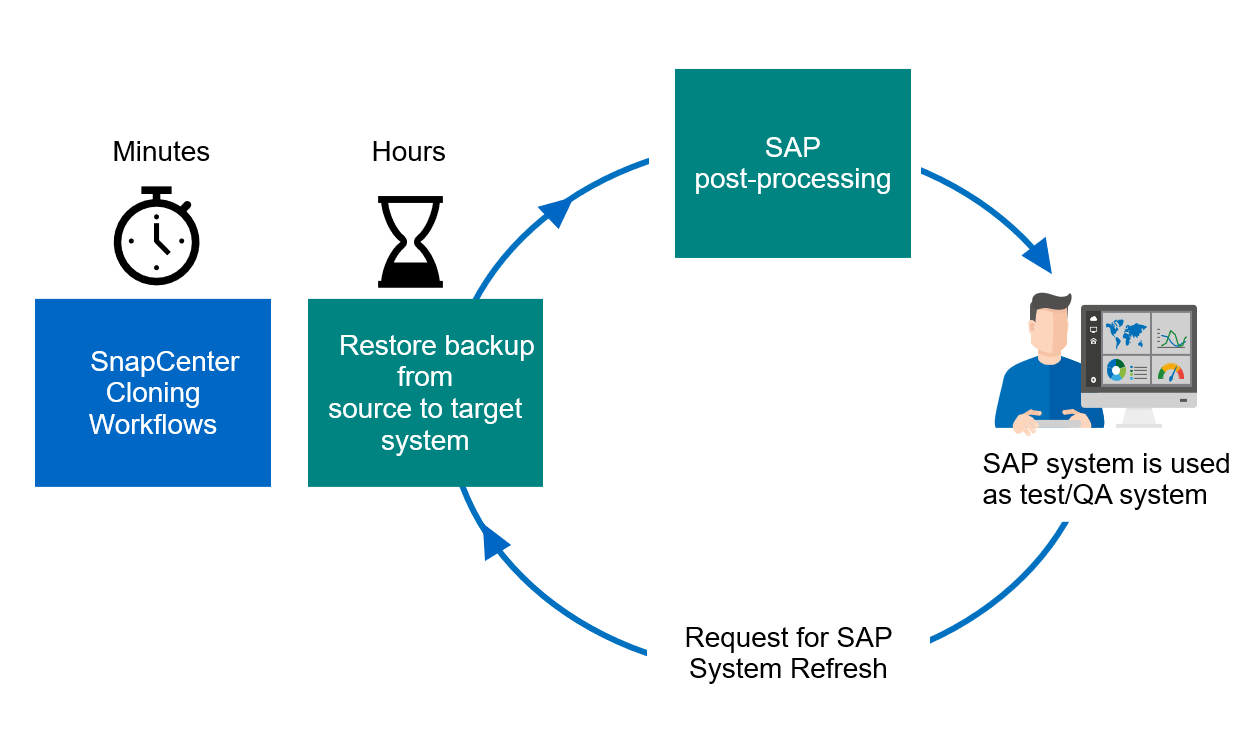 Minutes
Hours
SnapCenter
Cloning
Workflows
Restore backup
from
source to target
system
SAP
post-processing
SAP system is used
as test/QA system
Request for SAP
System Refresh